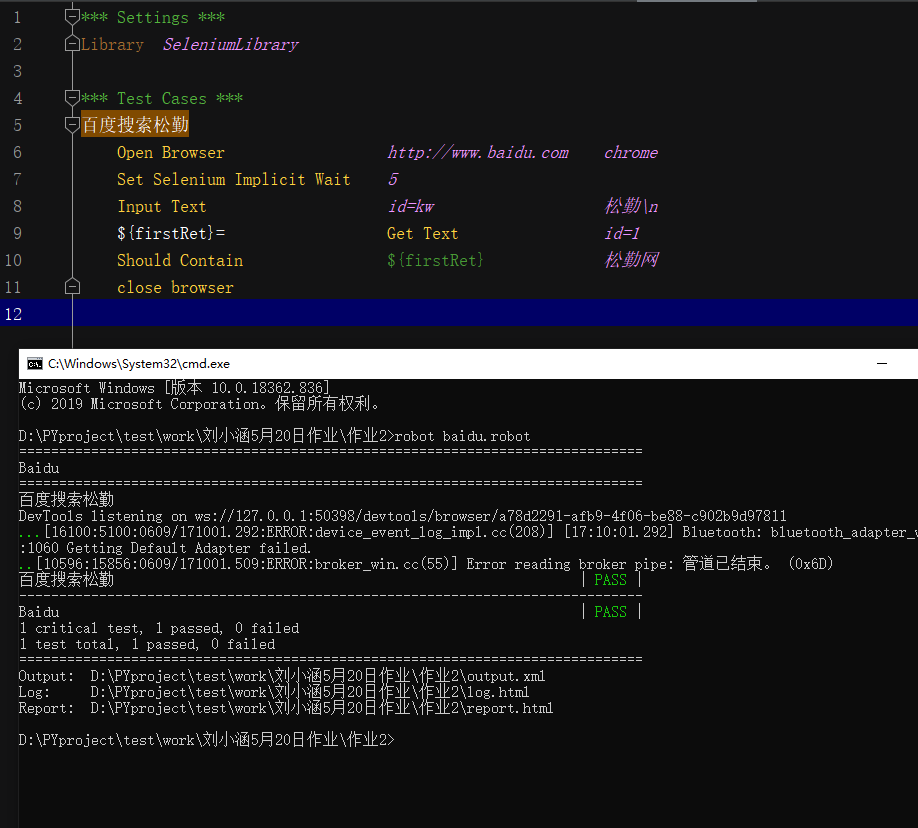 1 *** Settings ***
2 Library SeleniumLibrary
3
4 *** Test Cases ***
5 百度搜索松勤
6 Open Browser http://www.baidu.com chrome
7 Set Selenium Implicit Wait 5
8 Input Text id=kw 松勤\n
9 ${firstRet}= Get Text id=1
10 Should Contain ${firstRet} 松勤网
11 close browser
12
C:\Windows\System32\cmd.exe
Microsoft Windows [版本 10.0.18362.836]
(c) 2019 Microsoft Corporation。保留所有权利。
D:\PYproject\test\work\刘小涵5月20日作业\作业2>robot baidu.robot
==============================================================================
Baidu
==============================================================================
百度搜索松勤
DevTools listening on ws://127.0.0.1:50398/devtools/browser/a78d2291-afb9-4f06-be88-c902b9d97811
...[16100:5100:0609/171001.292:ERROR:device_event_log_impl.cc(208)] [17:10:01.292] Bluetooth: bluetooth_adapter_w
:1060 Getting Default Adapter failed.
..[10596:15856:0609/171001.509:ERROR:broker_win.cc(55)] Error reading broker pipe: 管道已结束。 (0x6D)
百度搜索松勤 | PASS |
------------------------------------------------------------------------------
Baidu | PASS |
1 critical test, 1 passed, 0 failed
1 test total, 1 passed, 0 failed
==============================================================================
Output: D:\PYproject\test\work\刘小涵5月20日作业\作业2\output.xml
Log: D:\PYproject\test\work\刘小涵5月20日作业\作业2\log.html
Report: D:\PYproject\test\work\刘小涵5月20日作业\作业2\report.html
D:\PYproject\test\work\刘小涵5月20日作业\作业2>